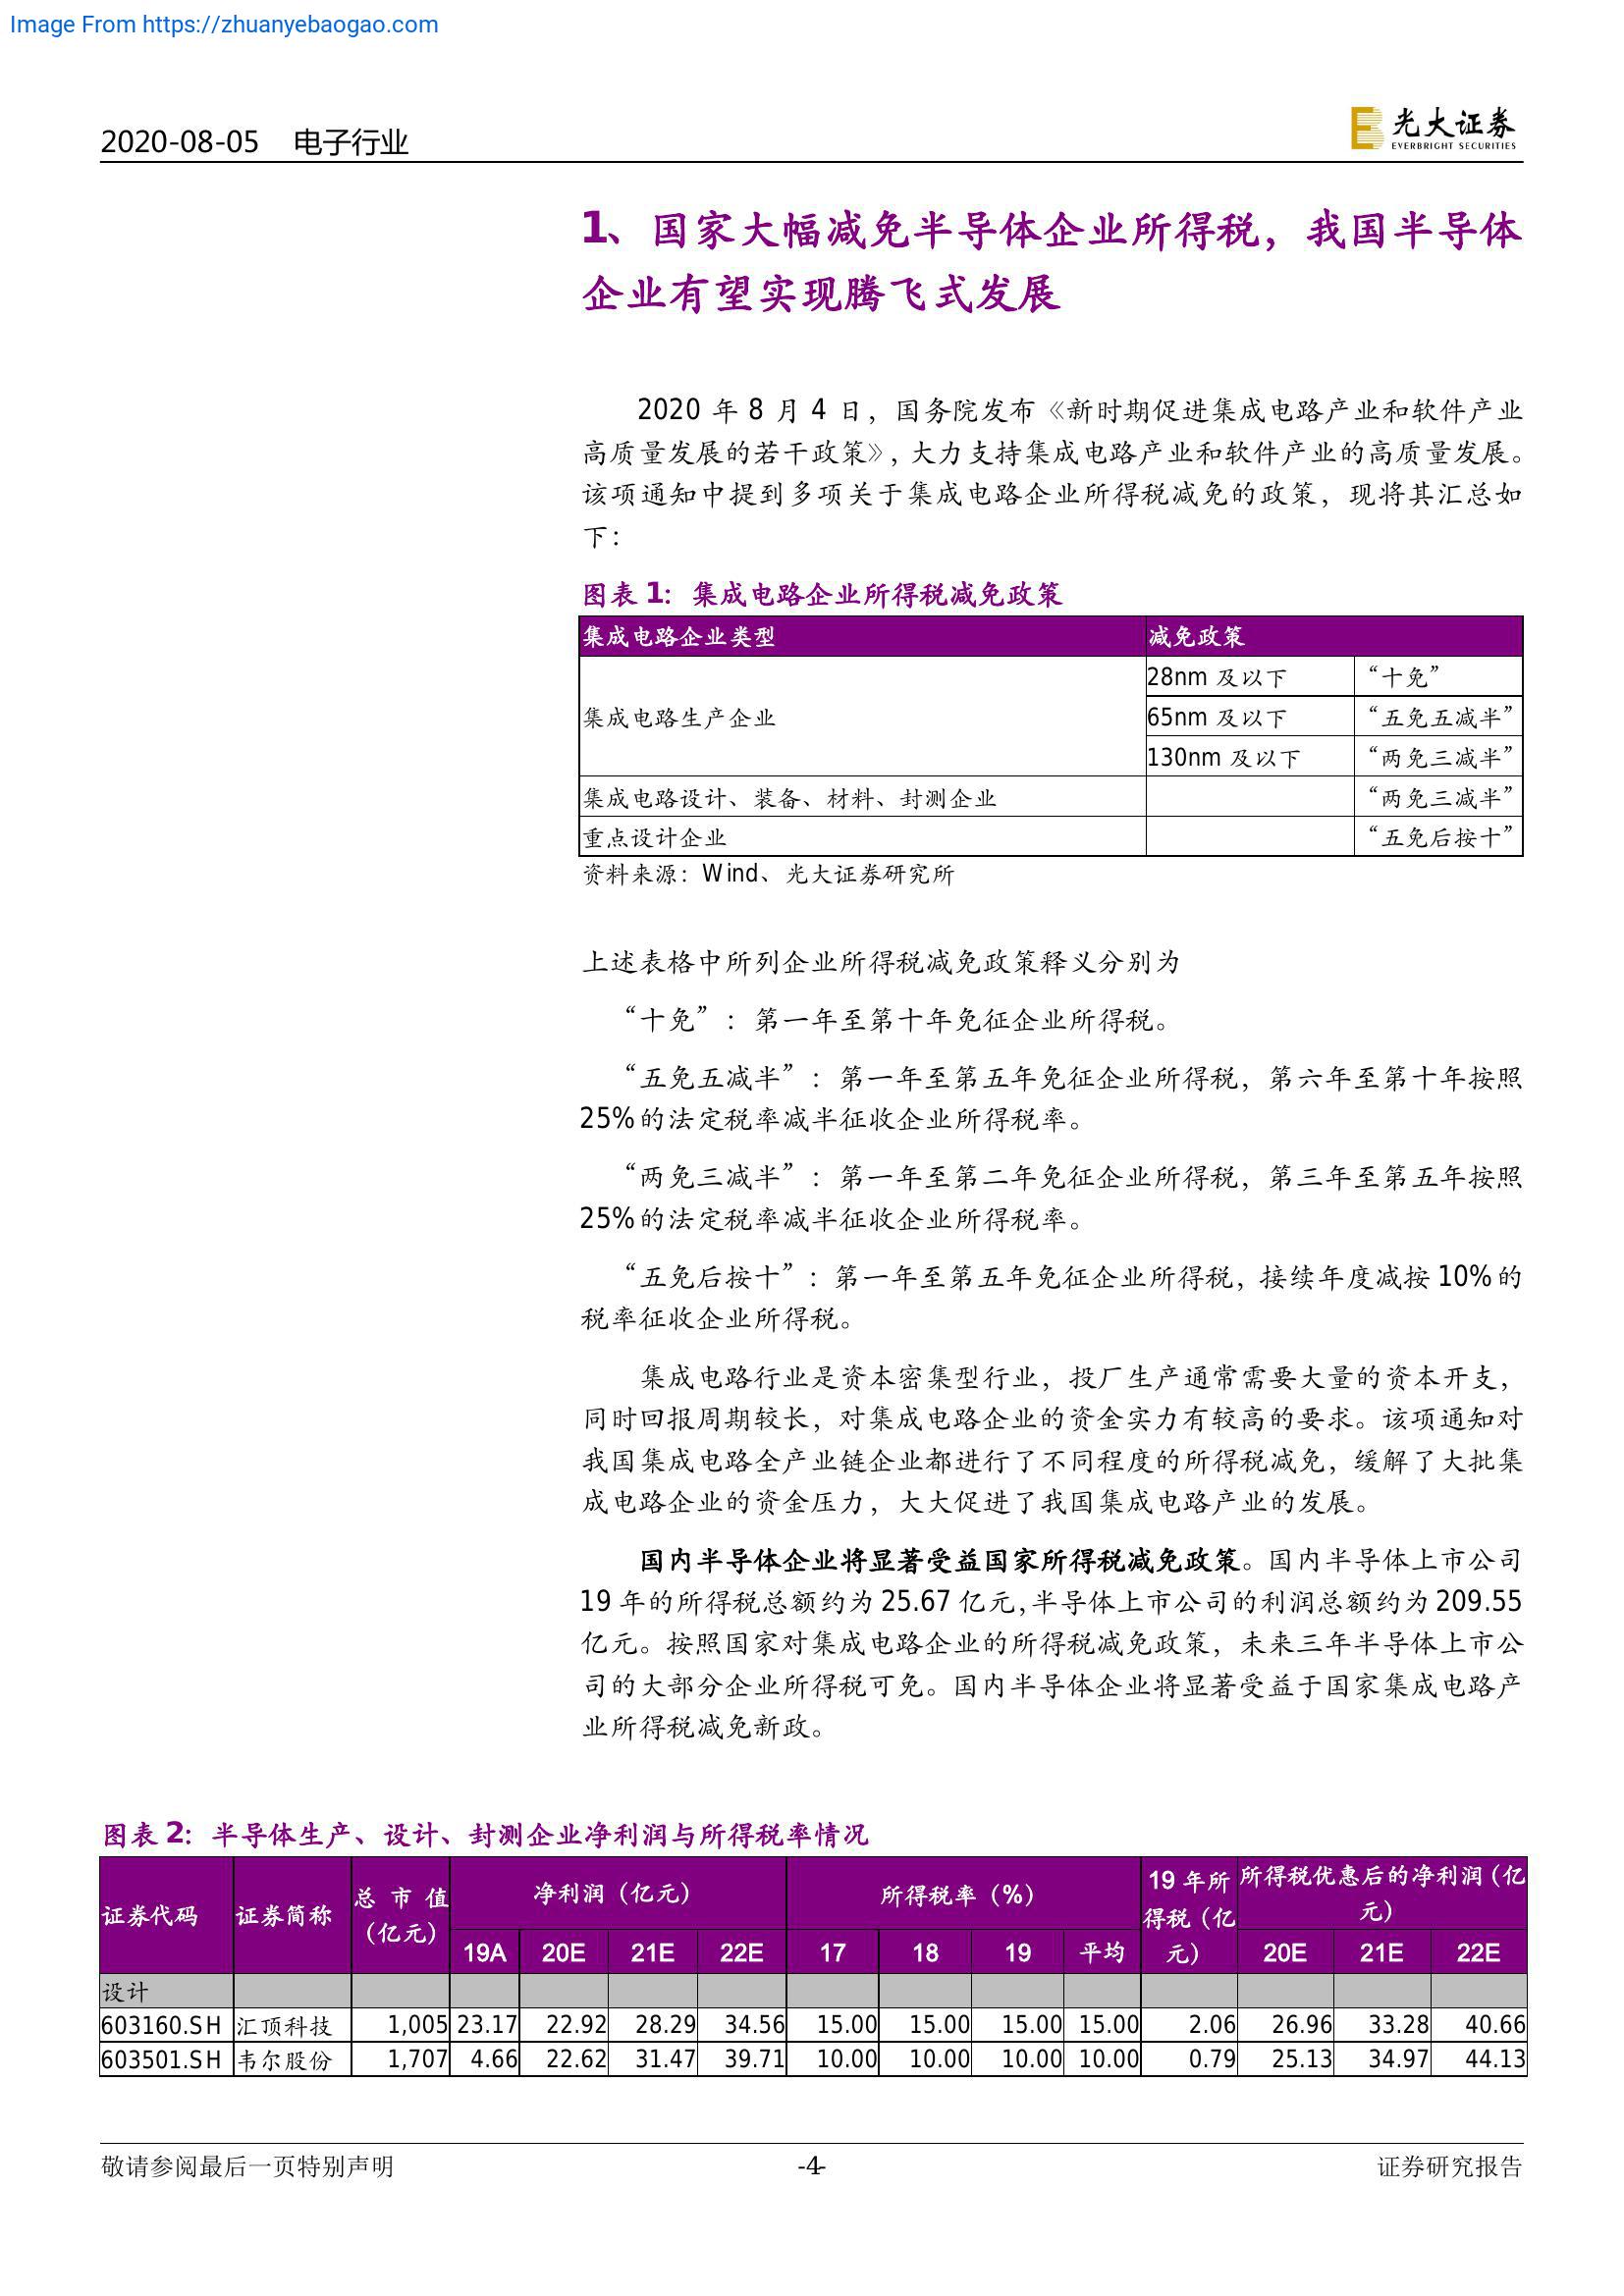 Image From https://zhuanyebaogao.com
2020-08-05 电子行业
光大证券
EVERBRIGHT SECURITIES
1、国家大幅减免半导体企业所得税，我国半导体
企业有望实现腾飞式发展
2020 年 8 月 4 日，国务院发布《新时期促进集成电路产业和软件产业
高质量发展的若干政策》，大力支持集成电路产业和软件产业的高质量发展。
该项通知中提到多项关于集成电路企业所得税减免的政策，现将其汇总如
下：
图表 1：集成电路企业所得税减免政策
集成电路企业类型 减免政策
28nm 及以下 “十免”
集成电路生产企业 65nm 及以下 “五免五减半”
130nm 及以下 “两免三减半”
集成电路设计、装备、材料、封测企业 “两免三减半”
重点设计企业 “五免后按十”
资料来源：Wind、光大证券研究所
上述表格中所列企业所得税减免政策释义分别为
“十免”：第一年至第十年免征企业所得税。
“五免五减半”：第一年至第五年免征企业所得税，第六年至第十年按照
25%的法定税率减半征收企业所得税率。
“两免三减半”：第一年至第二年免征企业所得税，第三年至第五年按照
25%的法定税率减半征收企业所得税率。
“五免后按十”：第一年至第五年免征企业所得税，接续年度减按 10%的
税率征收企业所得税。
集成电路行业是资本密集型行业，投厂生产通常需要大量的资本开支，
同时回报周期较长，对集成电路企业的资金实力有较高的要求。该项通知对
我国集成电路全产业链企业都进行了不同程度的所得税减免，缓解了大批集
成电路企业的资金压力，大大促进了我国集成电路产业的发展。
国内半导体企业将显著受益国家所得税减免政策。国内半导体上市公司
19 年的所得税总额约为 25.67 亿元，半导体上市公司的利润总额约为 209.55
亿元。按照国家对集成电路企业的所得税减免政策，未来三年半导体上市公
司的大部分企业所得税可免。国内半导体企业将显著受益于国家集成电路产
业所得税减免新政。
图表 2：半导体生产、设计、封测企业净利润与所得税率情况
证券代码 证券简称 总市值（亿元） 净利润（亿元） 所得税率（%） 19 年所得税（亿元） 所得税优惠后的净利润（亿元）
19A 20E 21E 22E 17 18 19 平均 20E 21E 22E
设计
603160.SH 汇顶科技 1,005 23.17 22.92 28.29 34.56 15.00 15.00 15.00 15.00 2.06 26.96 33.28 40.66
603501.SH 韦尔股份 1,707 4.66 22.62 31.47 39.71 10.00 10.00 10.00 10.00 0.79 25.13 34.97 44.13
敬请参阅最后一页特别声明 -4- 证券研究报告